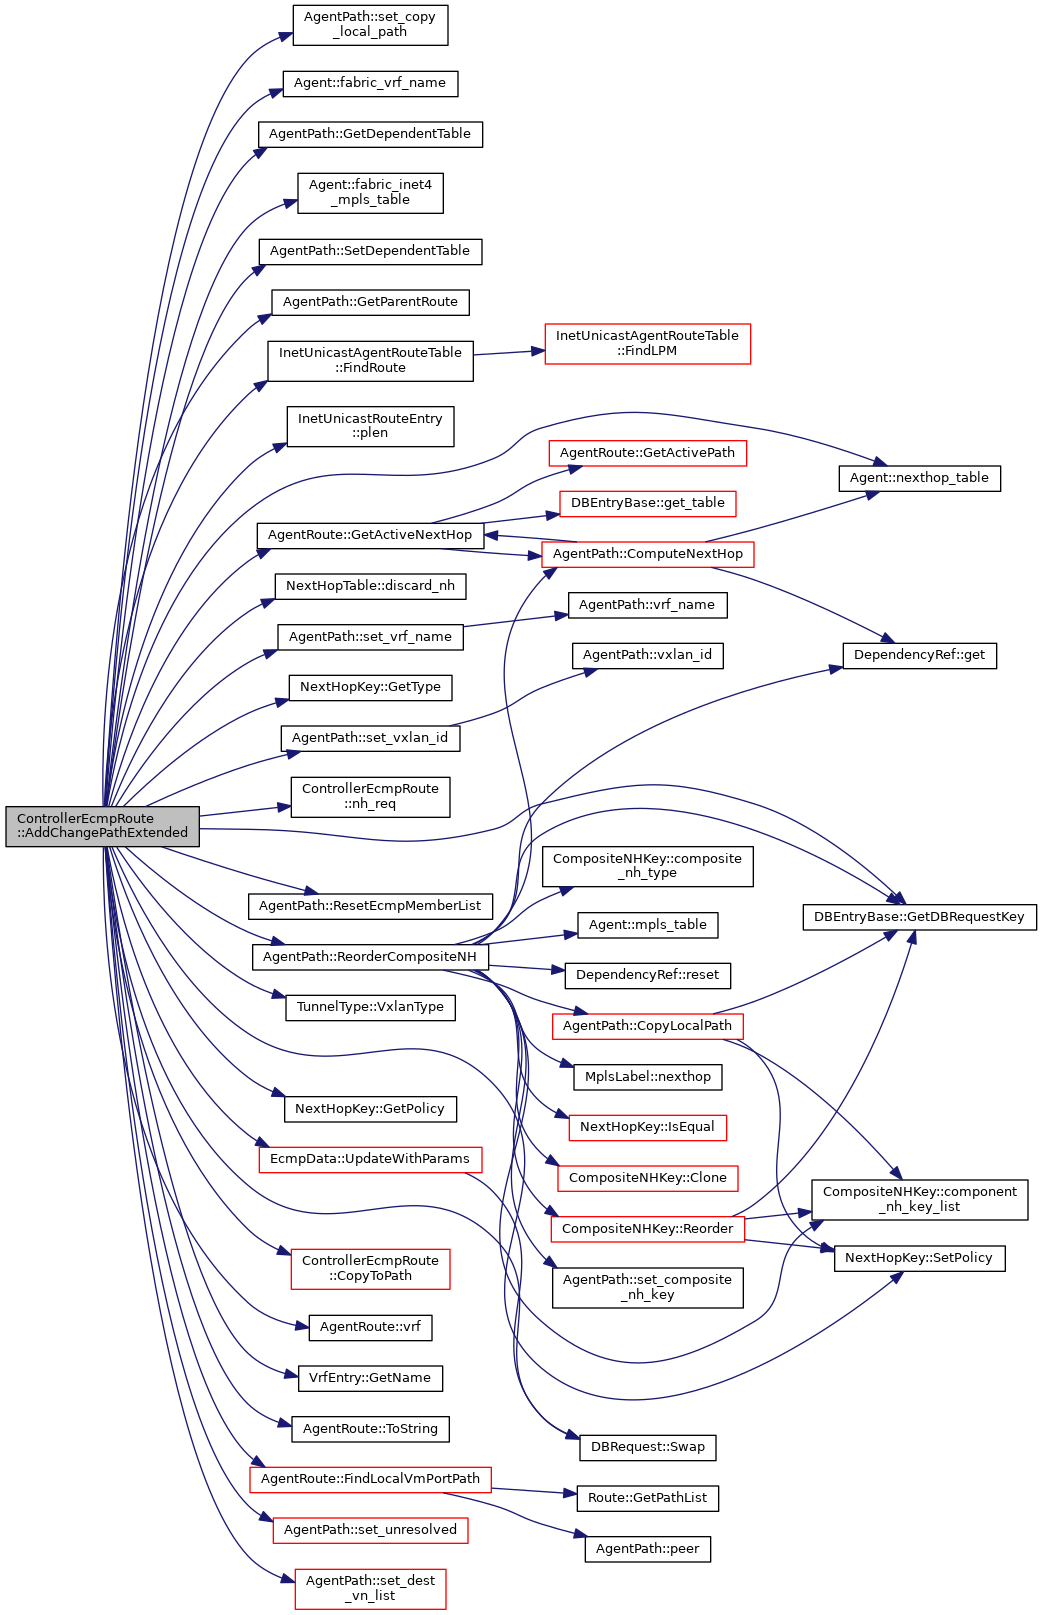 AgentPath::set_copy
_local_path
Agent::fabric_vrf_name
AgentPath::GetDependentTable
Agent::fabric_inet4
_mpls_table
AgentPath::SetDependentTable
AgentPath::GetParentRoute
InetUnicastAgentRouteTable
::FindRoute
InetUnicastAgentRouteTable
::FindLPM
InetUnicastRouteEntry
::plen
AgentRoute::GetActivePath
Agent::nexthop_table
DBEntryBase::get_table
AgentRoute::GetActiveNextHop
AgentPath::ComputeNextHop
NextHopTable::discard_nh
AgentPath::vrf_name
AgentPath::set_vrf_name
AgentPath::vxlan_id
DependencyRef::get
NextHopKey::GetType
AgentPath::set_vxlan_id
ControllerEcmpRoute
::nh_req
ControllerEcmpRoute
::AddChangePathExtended
CompositeNHKey::composite
_nh_type
AgentPath::ResetEcmpMemberList
DBEntryBase::GetDBRequestKey
Agent::mpls_table
AgentPath::ReorderCompositeNH
DependencyRef::reset
TunnelType::VxlanType
AgentPath::CopyLocalPath
MplsLabel::nexthop
NextHopKey::GetPolicy
NextHopKey::IsEqual
EcmpData::UpdateWithParams
CompositeNHKey::Clone
CompositeNHKey::component
_nh_key_list
CompositeNHKey::Reorder
NextHopKey::SetPolicy
ControllerEcmpRoute
::CopyToPath
AgentPath::set_composite
_nh_key
AgentRoute::vrf
VrfEntry::GetName
AgentRoute::ToString
DBRequest::Swap
AgentRoute::FindLocalVmPortPath
Route::GetPathList
AgentPath::set_unresolved
AgentPath::peer
AgentPath::set_dest
_vn_list